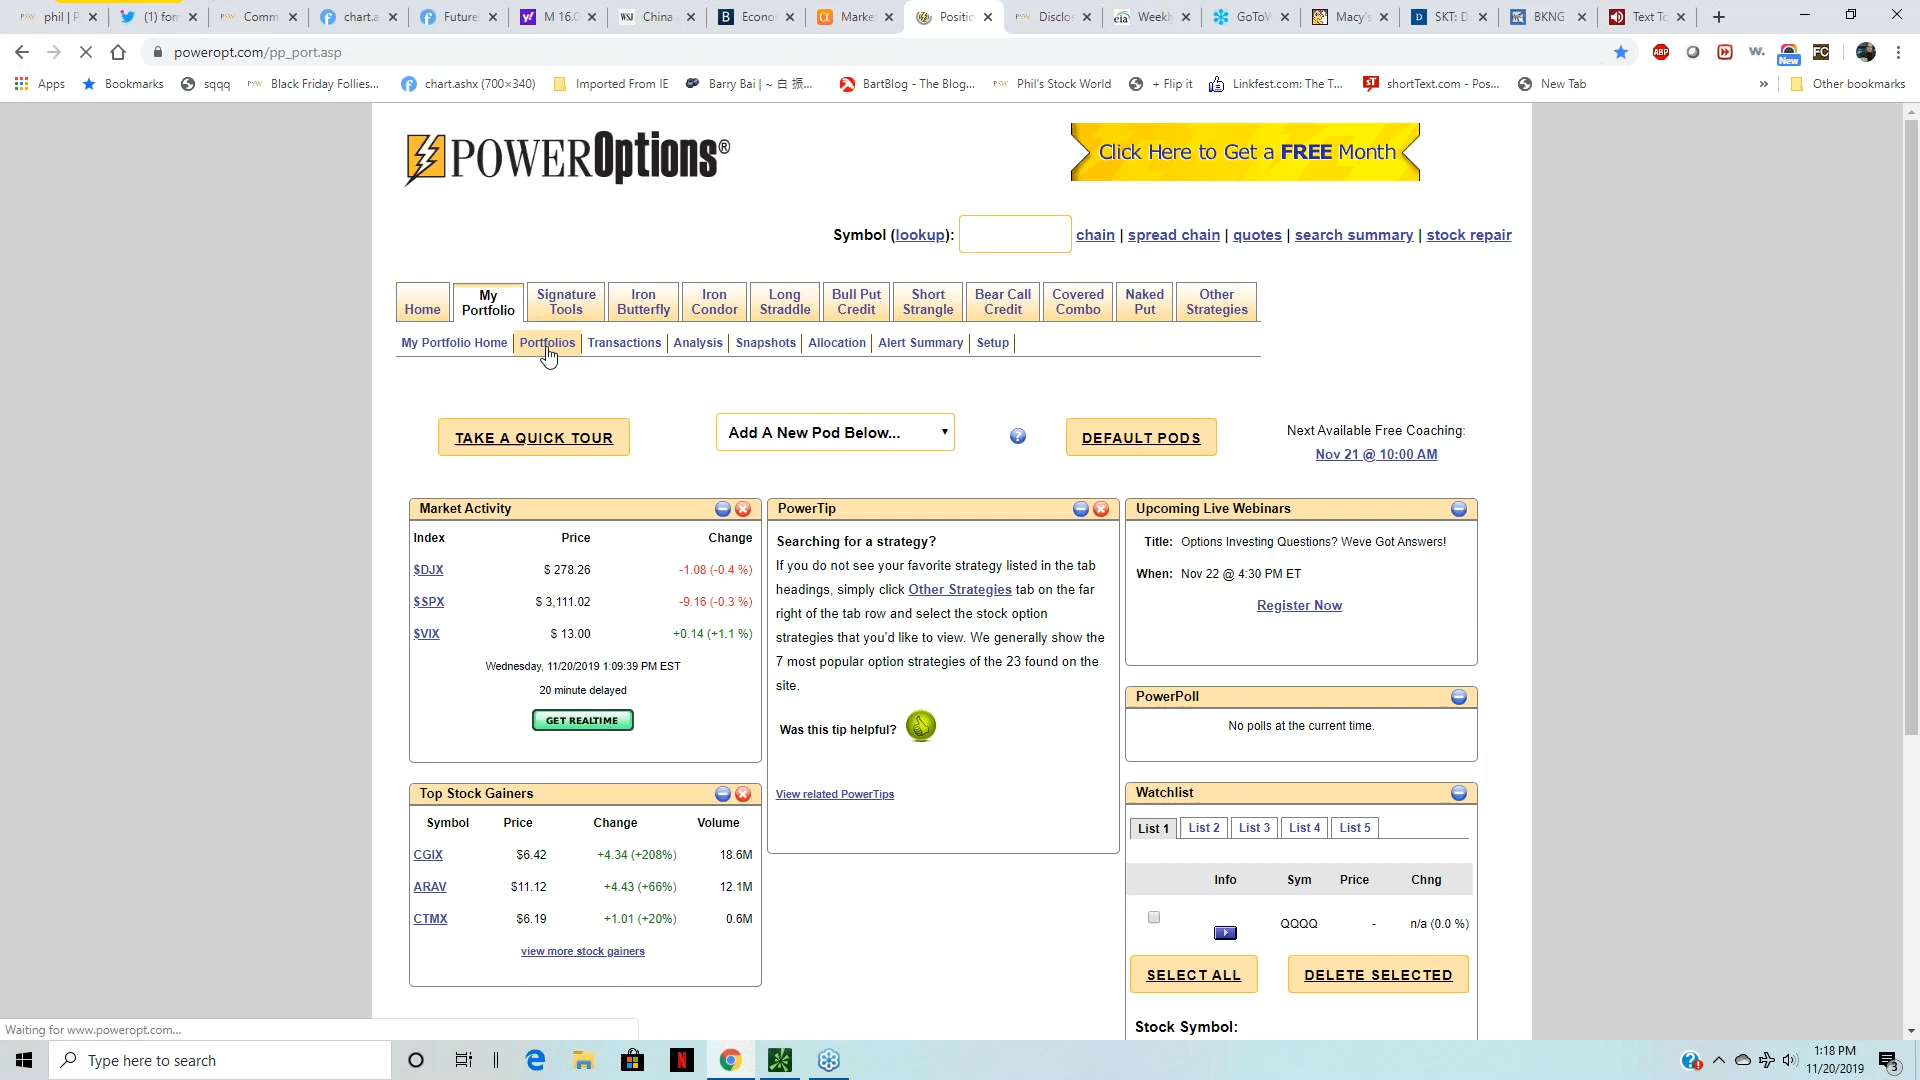 phil | P
(1) fom
Comm
chart.a
Future
M 16.0
China
Econo
Marke
Positio
Disclo
Weekl
GoToW
Macy's
SKT: D
BKNG
Text To
poweropt.com/pp_port.asp
New
Apps
Bookmarks
sqqq
Black Friday Follies...
chart.ashx (700×340)
Imported From IE
Barry Bai | ~ 白 振...
BartBlog - The Blog...
Phil's Stock World
+ Flip it
Linkfest.com: The T...
shortText.com - Pos...
New Tab
»
Other bookmarks
POWEROptions®
Click Here to Get a FREE Month
Symbol (lookup): chain | spread chain | quotes | search summary | stock repair
Home
My Portfolio
Signature Tools
Iron Butterfly
Iron Condor
Long Straddle
Bull Put Credit
Short Strangle
Bear Call Credit
Covered Combo
Naked Put
Other Strategies
My Portfolio Home | Portfolios | Transactions | Analysis | Snapshots | Allocation | Alert Summary | Setup |
TAKE A QUICK TOUR
Add A New Pod Below...
DEFAULT PODS
Next Available Free Coaching:
Nov 21 @ 10:00 AM
Market Activity
Index Price Change
$DJX $ 278.26 -1.08 (-0.4 %)
$SPX $ 3,111.02 -9.16 (-0.3 %)
$VIX $ 13.00 +0.14 (+1.1 %)
Wednesday, 11/20/2019 1:09:39 PM EST
20 minute delayed
GET REALTIME
Top Stock Gainers
Symbol Price Change Volume
CGIX $6.42 +4.34 (+208%) 18.6M
ARAV $11.12 +4.43 (+66%) 12.1M
CTMX $6.19 +1.01 (+20%) 0.6M
view more stock gainers
PowerTip
Searching for a strategy?
If you do not see your favorite strategy listed in the tab
headings, simply click Other Strategies tab on the far
right of the tab row and select the stock option
strategies that you'd like to view. We generally show the
7 most popular option strategies of the 23 found on the
site.
Was this tip helpful?
View related PowerTips
Upcoming Live Webinars
Title: Options Investing Questions? Weve Got Answers!
When: Nov 22 @ 4:30 PM ET
Register Now
PowerPoll
No polls at the current time.
Watchlist
List 1 List 2 List 3 List 4 List 5
Info Sym Price Chng
QQQQ - n/a (0.0 %)
SELECT ALL
DELETE SELECTED
Stock Symbol:
Waiting for www.poweropt.com...
Type here to search
1:18 PM
11/20/2019
3